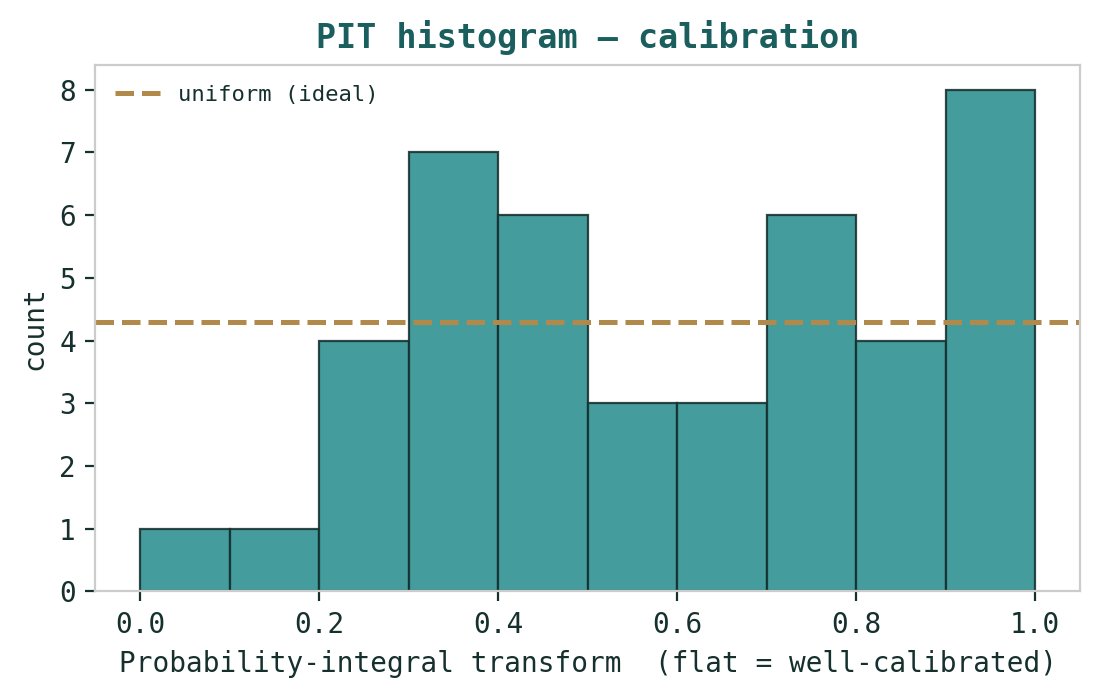 PIT histogram — calibration
uniform (ideal)
8
7
6
5
4
3
2
1
0
count
0.0 0.2 0.4 0.6 0.8 1.0
Probability-integral transform  (flat = well-calibrated)